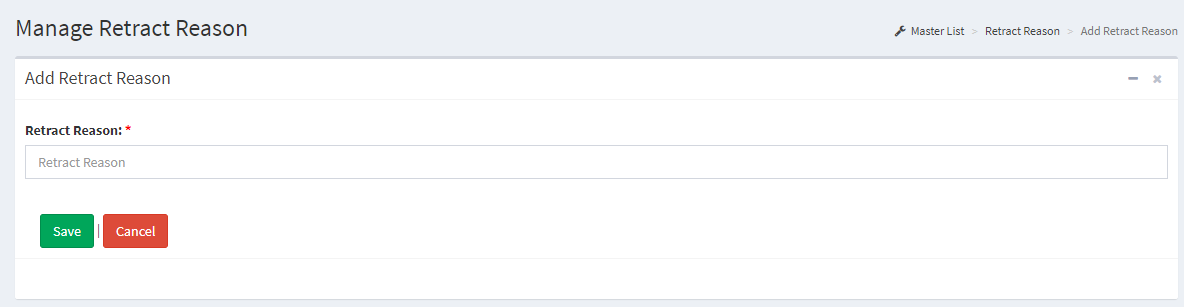 Manage Retract Reason
Master List > Retract Reason > Add Retract Reason
Add Retract Reason
Retract Reason: *
Retract Reason
Save | Cancel